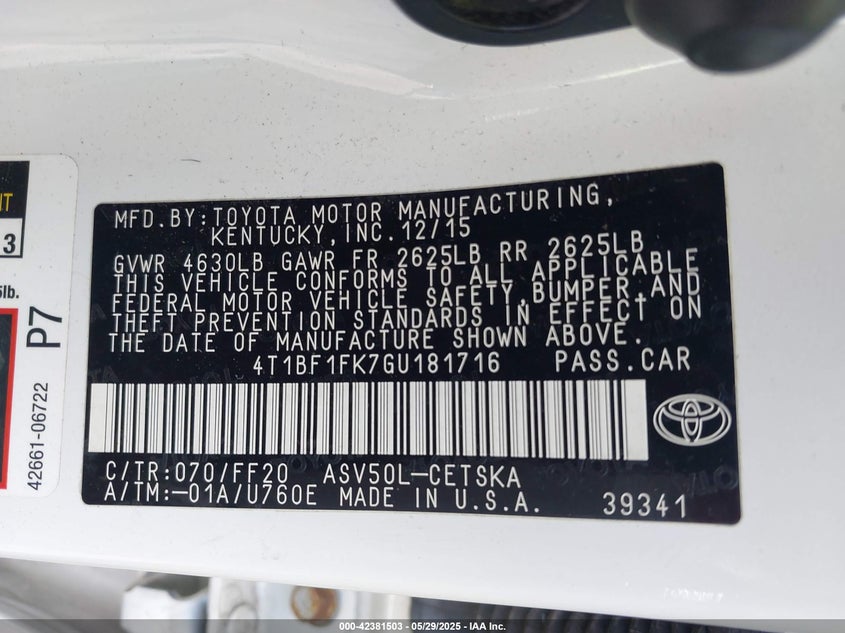 MFD.BY:TOYOTA MOTOR MANUFACTURING,
KENTUCKY,INC.12/15
GVWR 4630LB GAWR FR 2625LB RR 2625LB
THIS VEHICLE CONFORMS TO ALL APPLICABLE
FEDERAL MOTOR VEHICLE SAFETY,BUMPER,AND
THEFT PREVENTION STANDARDS IN EFFECT ON
THE DATE OF MANUFACTURE SHOWN ABOVE.
4T1BF1FK7GU181716 PASS.CAR
C/TR:070/FF20 ASV50L-CETSKA
A/TM:-01A/U760E MADE IN U.S.A. 39341
NT
3
5lb.
P7
42661-06722
000-42381503 - 05/29/2025 - IAA Inc.